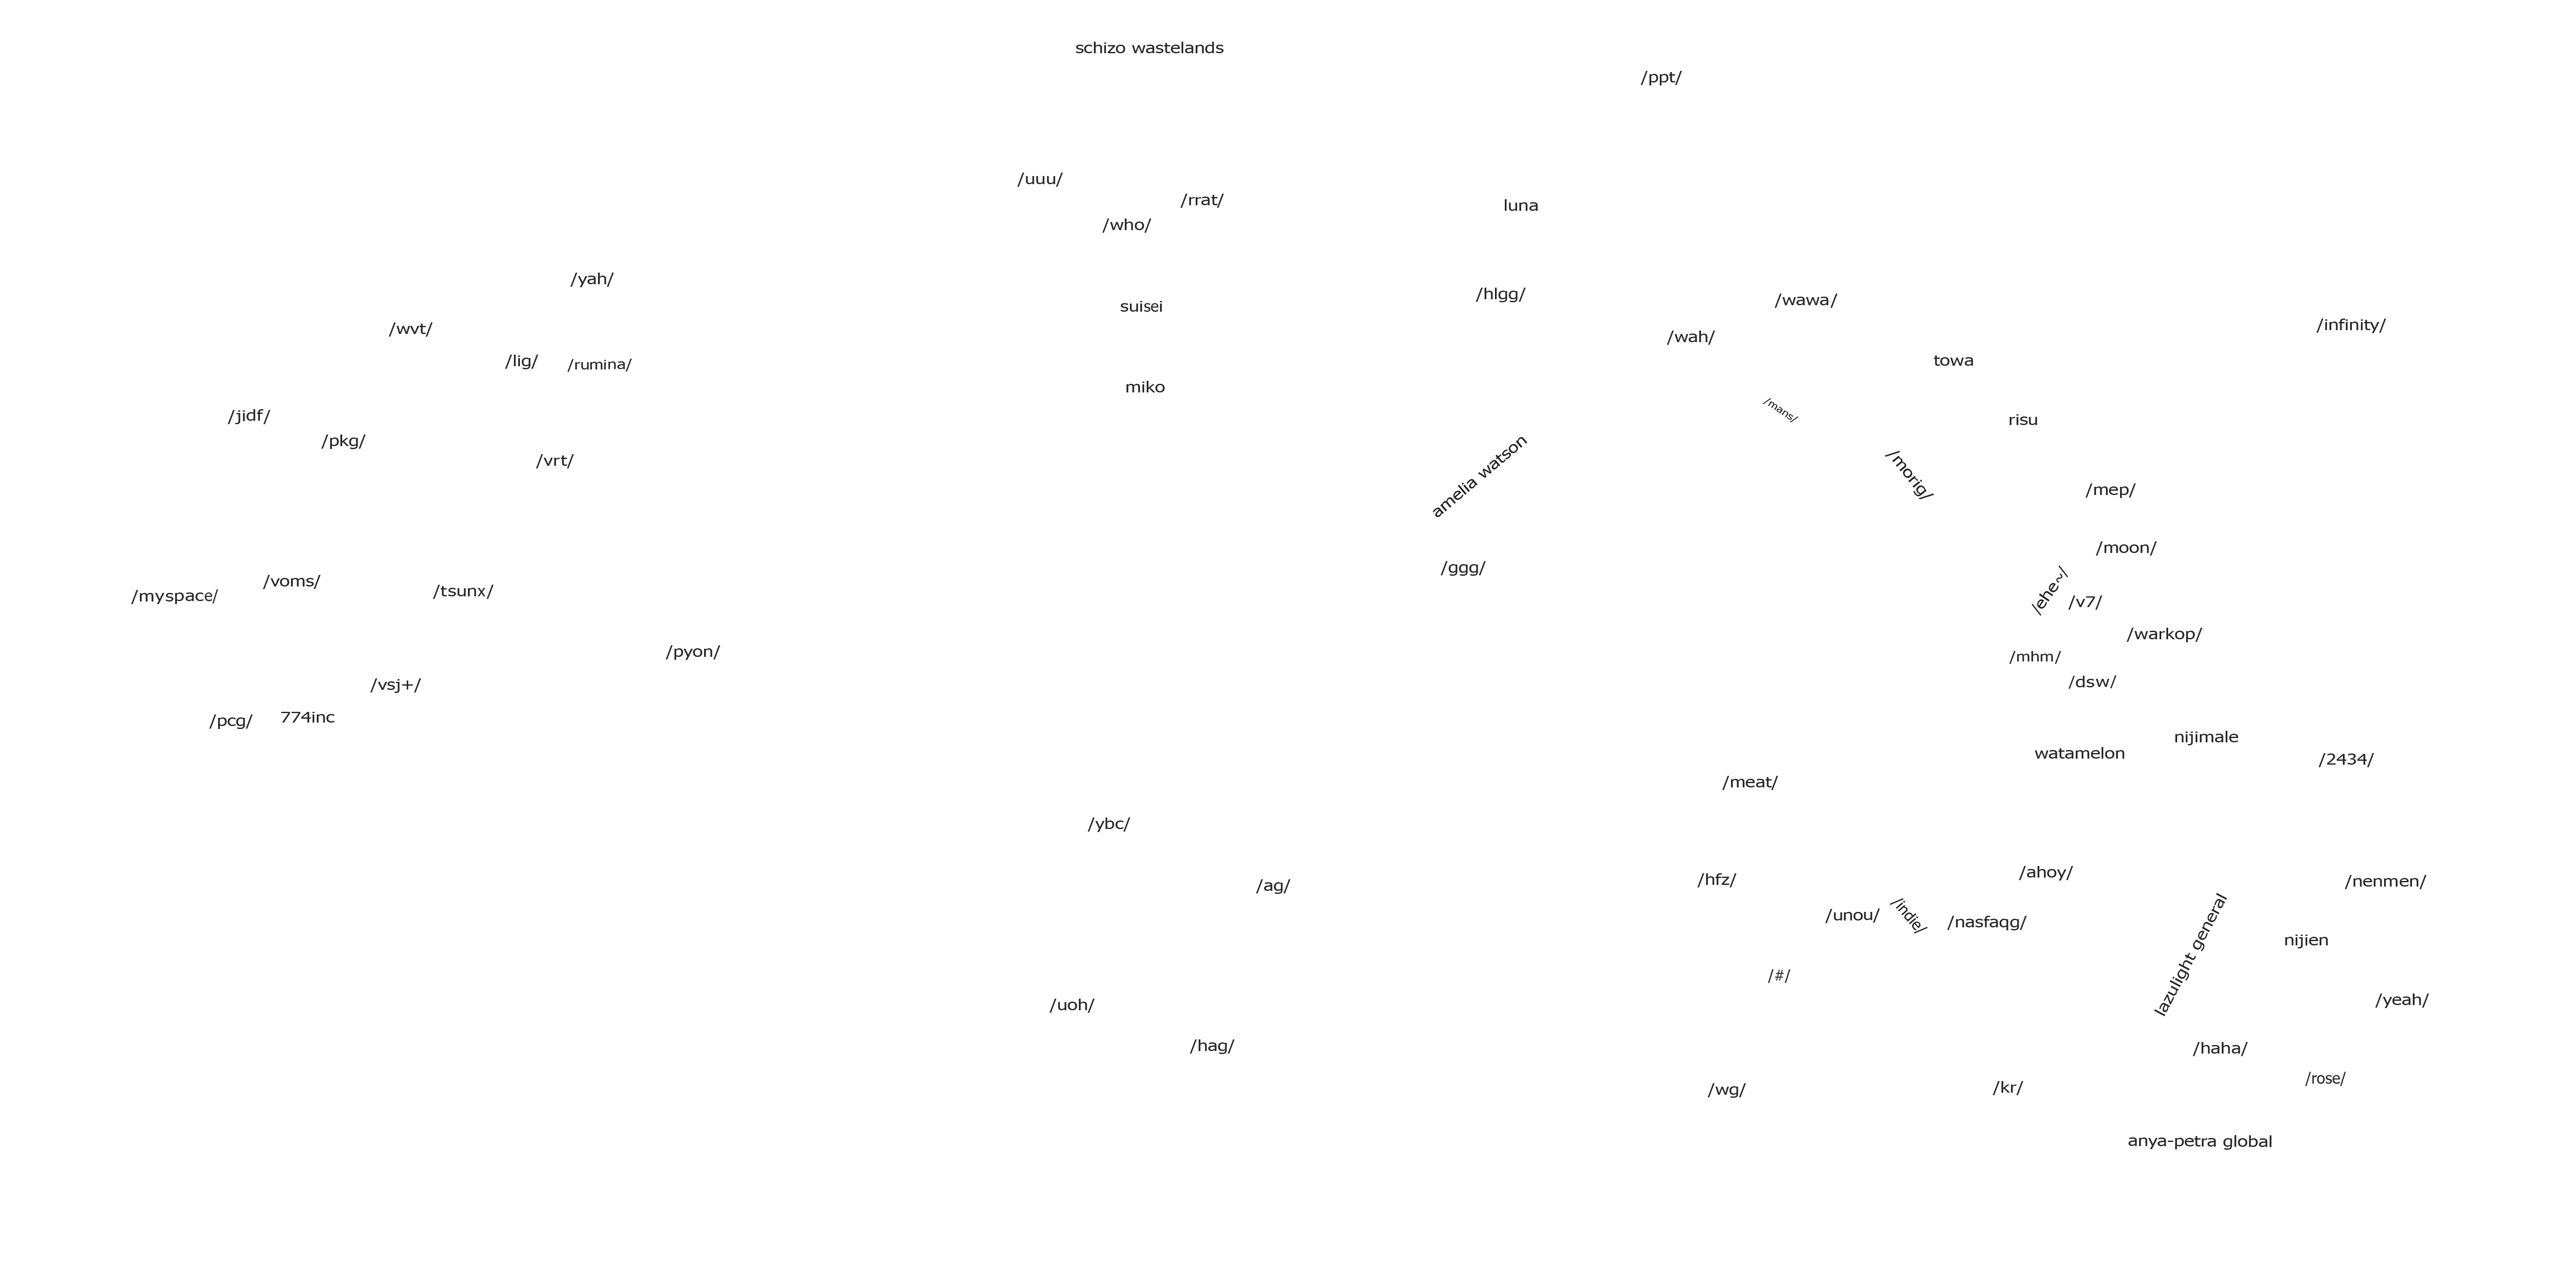 schizo wastelands
/ppt/
/uuu/
/rrat/
luna
/who/
/yah/
/hlgg/
/wawa/
suisei
/infinity/
/wvt/
/wah/
/lig/
/rumina/
towa
miko
/mans/
/jidf/
risu
/pkg/
/vrt/
amelia watson
/morig/
/mep/
/moon/
/ggg/
/voms/
/myspace/
/tsunx/
/ehe~/
/v7/
/warkop/
/pyon/
/mhm/
/vsj+/
/dsw/
/pcg/
774inc
nijimale
watamelon
/2434/
/meat/
/ybc/
/ahoy/
/hfz/
/nenmen/
/ag/
/unou/
/indie/
/nasfaqg/
lazulight general
nijien
/#/
/uoh/
/yeah/
/hag/
/haha/
/rose/
/wg/
/kr/
anya-petra global